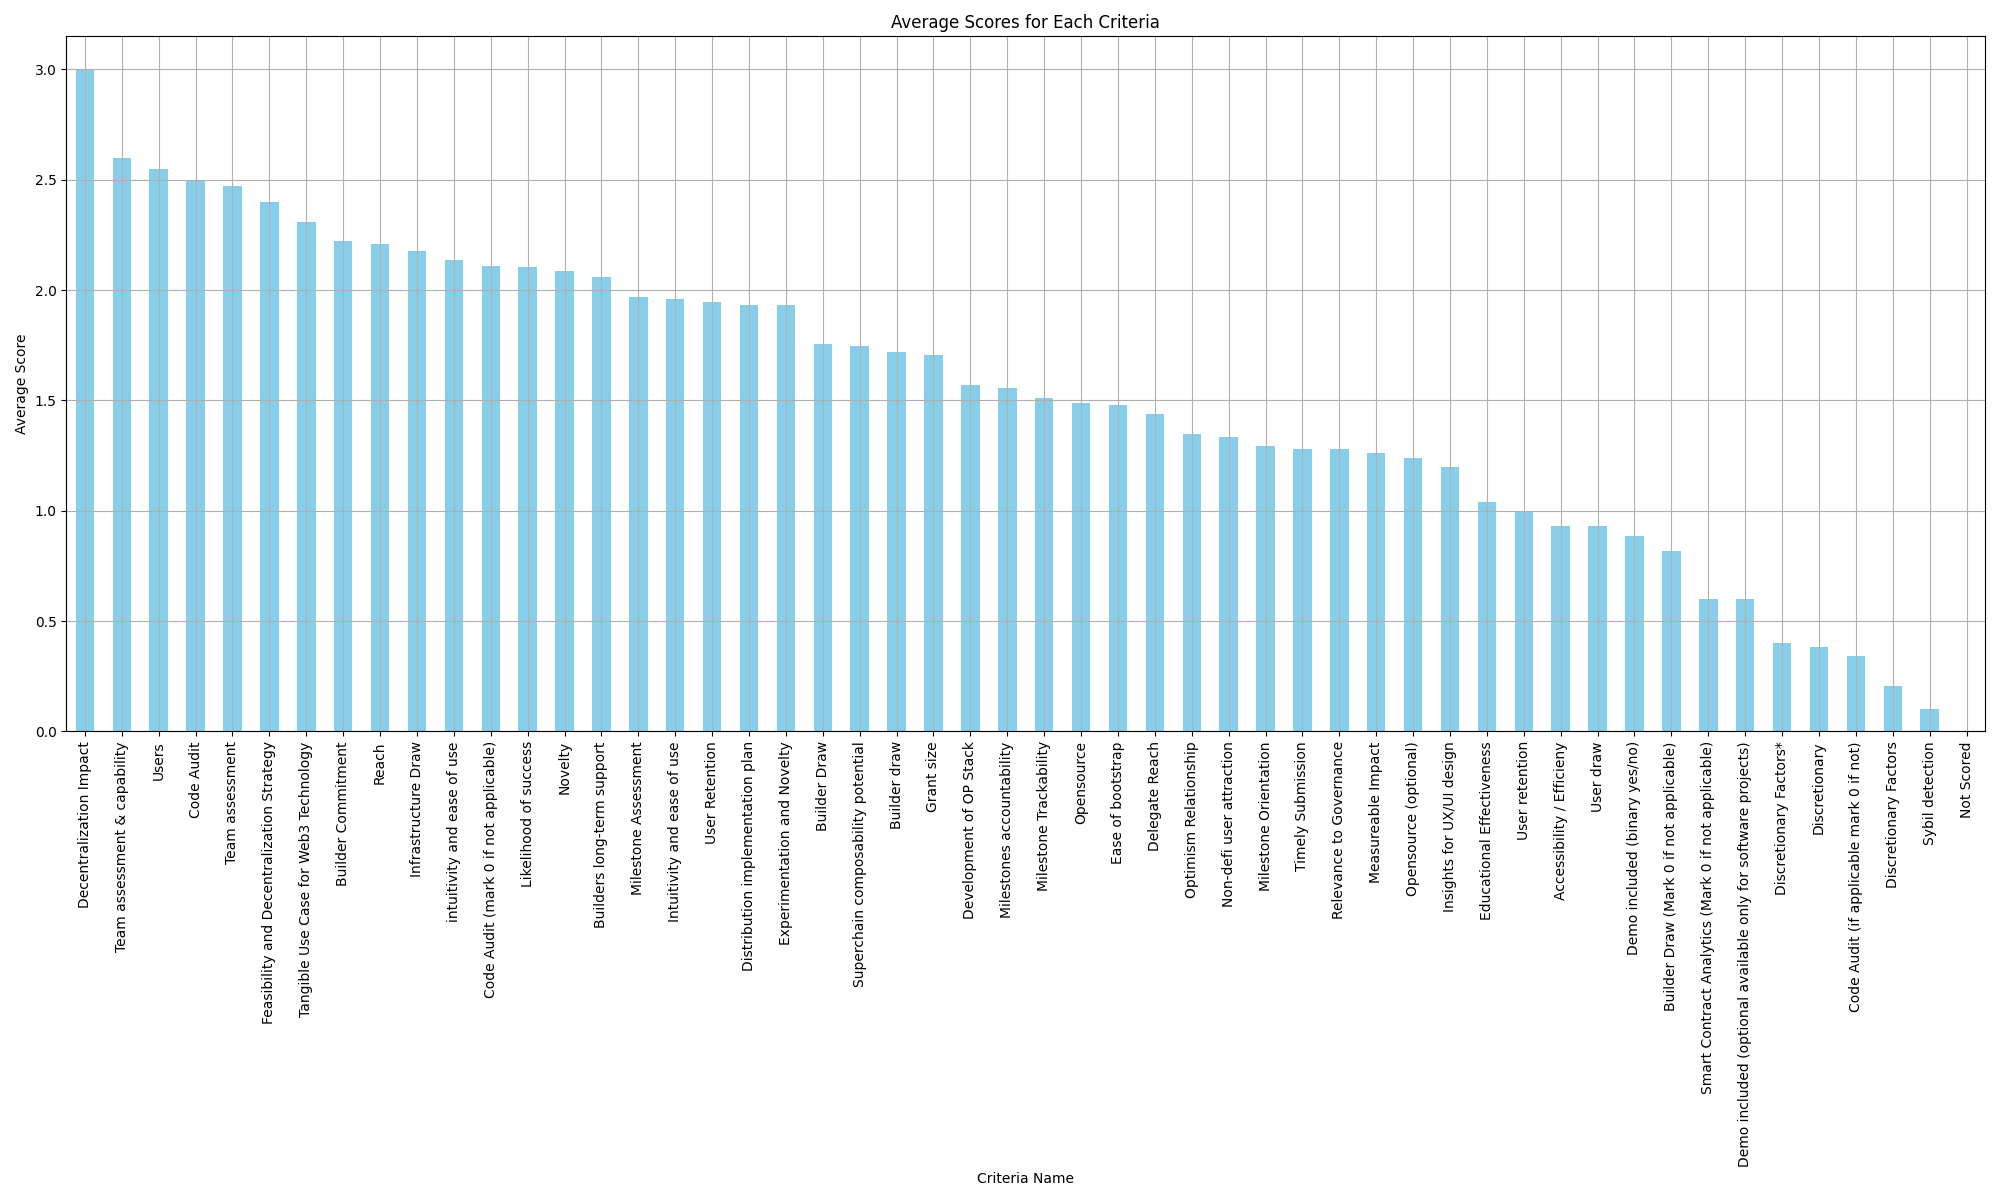 Average Scores for Each Criteria
Average Score
3.0
2.5
2.0
1.5
1.0
0.5
0.0
Decentralization Impact
Team assessment & capability
Users
Code Audit
Team assessment
Feasibility and Decentralization Strategy
Tangible Use Case for Web3 Technology
Builder Commitment
Reach
Infrastructure Draw
intuitivity and ease of use
Code Audit (mark 0 if not applicable)
Likelihood of success
Novelty
Builders long-term support
Milestone Assessment
Intuitivity and ease of use
User Retention
Distribution implementation plan
Experimentation and Novelty
Builder Draw
Superchain composability potential
Builder draw
Grant size
Development of OP Stack
Milestones accountability
Milestone Trackability
Opensource
Ease of bootstrap
Delegate Reach
Optimism Relationship
Non-defi user attraction
Milestone Orientation
Timely Submission
Relevance to Governance
Measureable Impact
Opensource (optional)
Insights for UX/UI design
Educational Effectiveness
User retention
Accessibility / Efficieny
User draw
Demo included (binary yes/no)
Builder Draw (Mark 0 if not applicable)
Smart Contract Analytics (Mark 0 if not applicable)
Demo included (optional available only for software projects)
Discretionary Factors*
Discretionary
Code Audit (iif applicable mark 0 if not)
Discretionary Factors
Sybil detection
Not Scored
Criteria Name